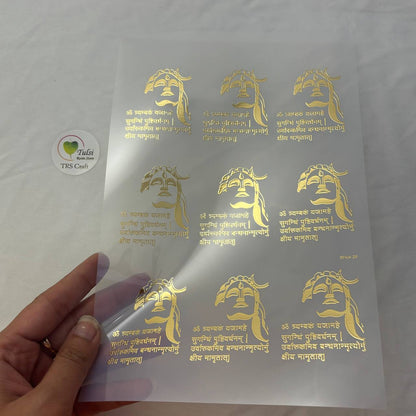 Tulsi
TRS Craft
ॐ त्र्यम्बकं यजामहे
सुगन्धिं पुष्टिवर्धनम् |
उर्वारुकमिव बन्धनान्मृत्योर्मु
क्षीय मामृतात्
ॐ त्र्यम्बकं यजामहे
सुगन्धिं पुष्टिवर्धनम् |
उर्वारुकमिव बन्धनान्मृत्योर्मु
क्षीय मामृतात्
ॐ त्र्यम्बकं यजामहे
सुगन्धिं पुष्टिवर्धनम् |
उर्वारुकमिव बन्धनान्मृत्योर्मु
क्षीय मामृतात्
ॐ त्र्यम्बकं यजामहे
सुगन्धिं पुष्टिवर्धनम् |
उर्वारुकमिव बन्धनान्मृत्योर्मु
क्षीय मामृतात्
ॐ त्र्यम्बकं यजामहे
सुगन्धिं पुष्टिवर्धनम् |
उर्वारुकमिव बन्धनान्मृत्योर्मु
क्षीय मामृतात्
ॐ त्र्यम्बकं यजामहे
सुगन्धिं पुष्टिवर्धनम् |
उर्वारुकमिव बन्धनान्मृत्योर्मु
क्षीय मामृतात्
ॐ त्र्यम्बकं यजामहे
सुगन्धिं पुष्टिवर्धनम् |
उर्वारुकमिव बन्धनान्मृत्योर्मु
क्षीय मामृतात्
ॐ त्र्यम्बकं यजामहे
सुगन्धिं पुष्टिवर्धनम् |
उर्वारुकमिव बन्धनान्मृत्योर्मु
क्षीय मामृतात्
ॐ त्र्यम्बकं यजामहे
सुगन्धिं पुष्टिवर्धनम् |
उर्वारुकमिव बन्धनान्मृत्योर्मु
क्षीय मामृतात्